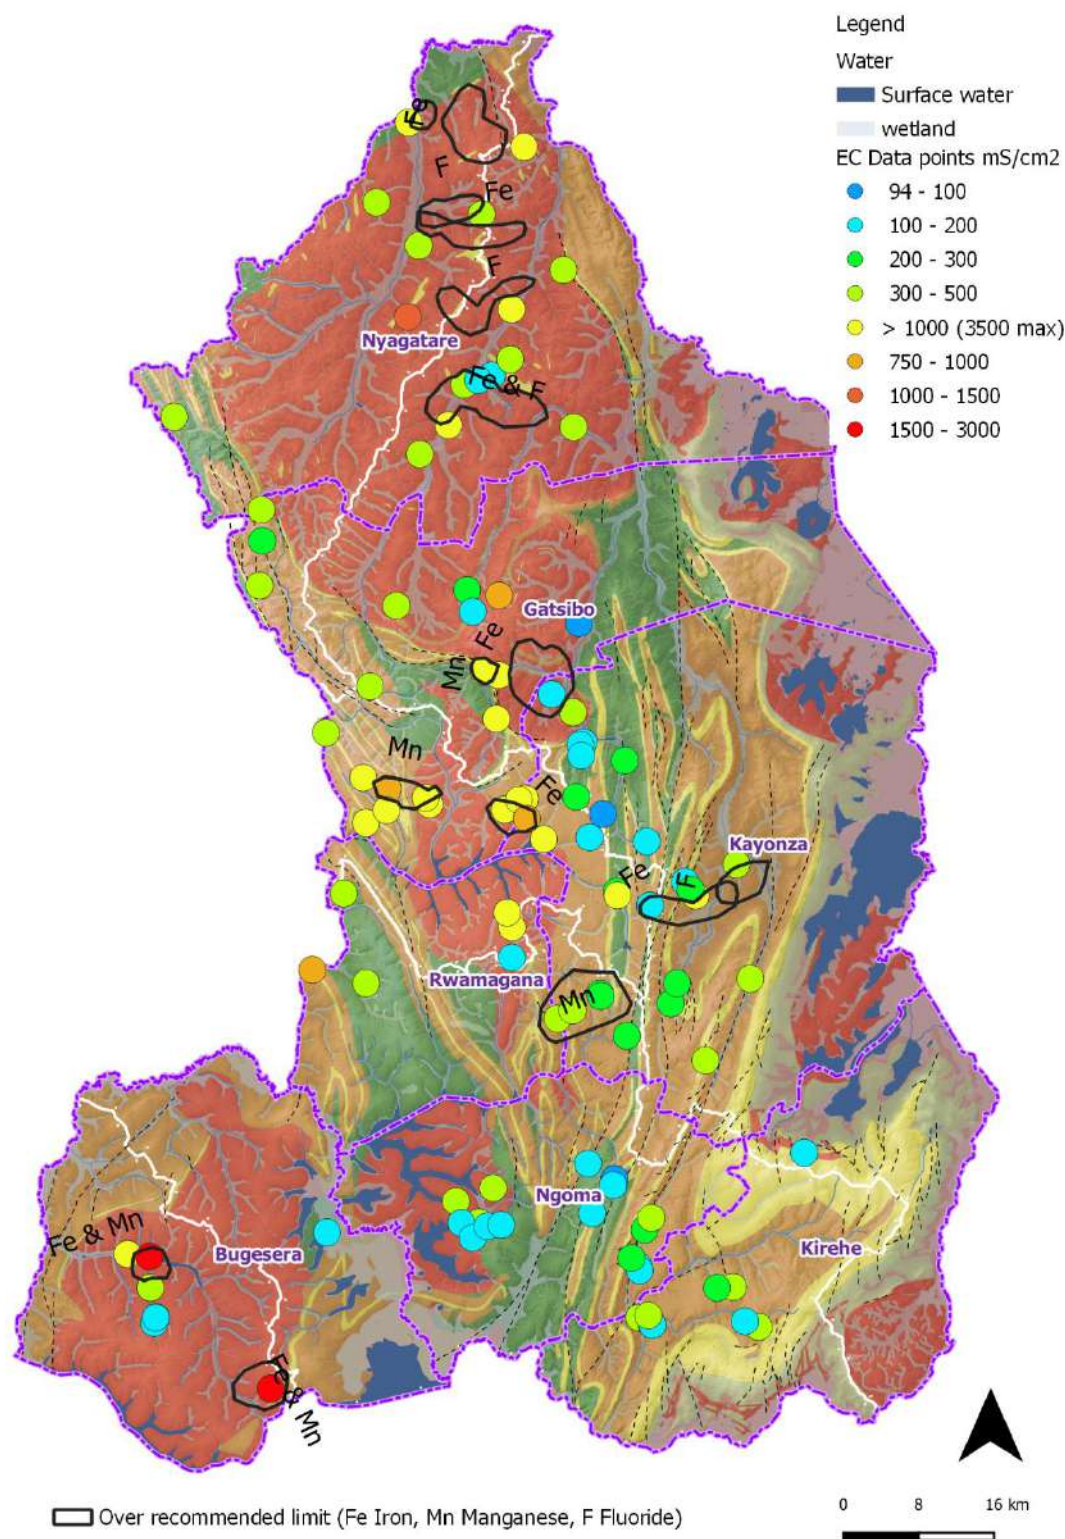 Legend
Water
Surface water
wetland
EC Data points mS/cm2
94 - 100
100 - 200
200 - 300
300 - 500
> 1000 (3500 max)
750 - 1000
1000 - 1500
1500 - 3000
Fe
F
Fe
F
Nyagatare
Fe & F
Gatsibo
Fe
Mn
Mn
Fe
Kayonza
Fe
F
Rwamagana
Mn
Ngoma
Fe & Mn
Bugesera
Kirehe
Fe & Mn
Over recommended limit (Fe Iron, Mn Manganese, F Fluoride)
0 8 16 km